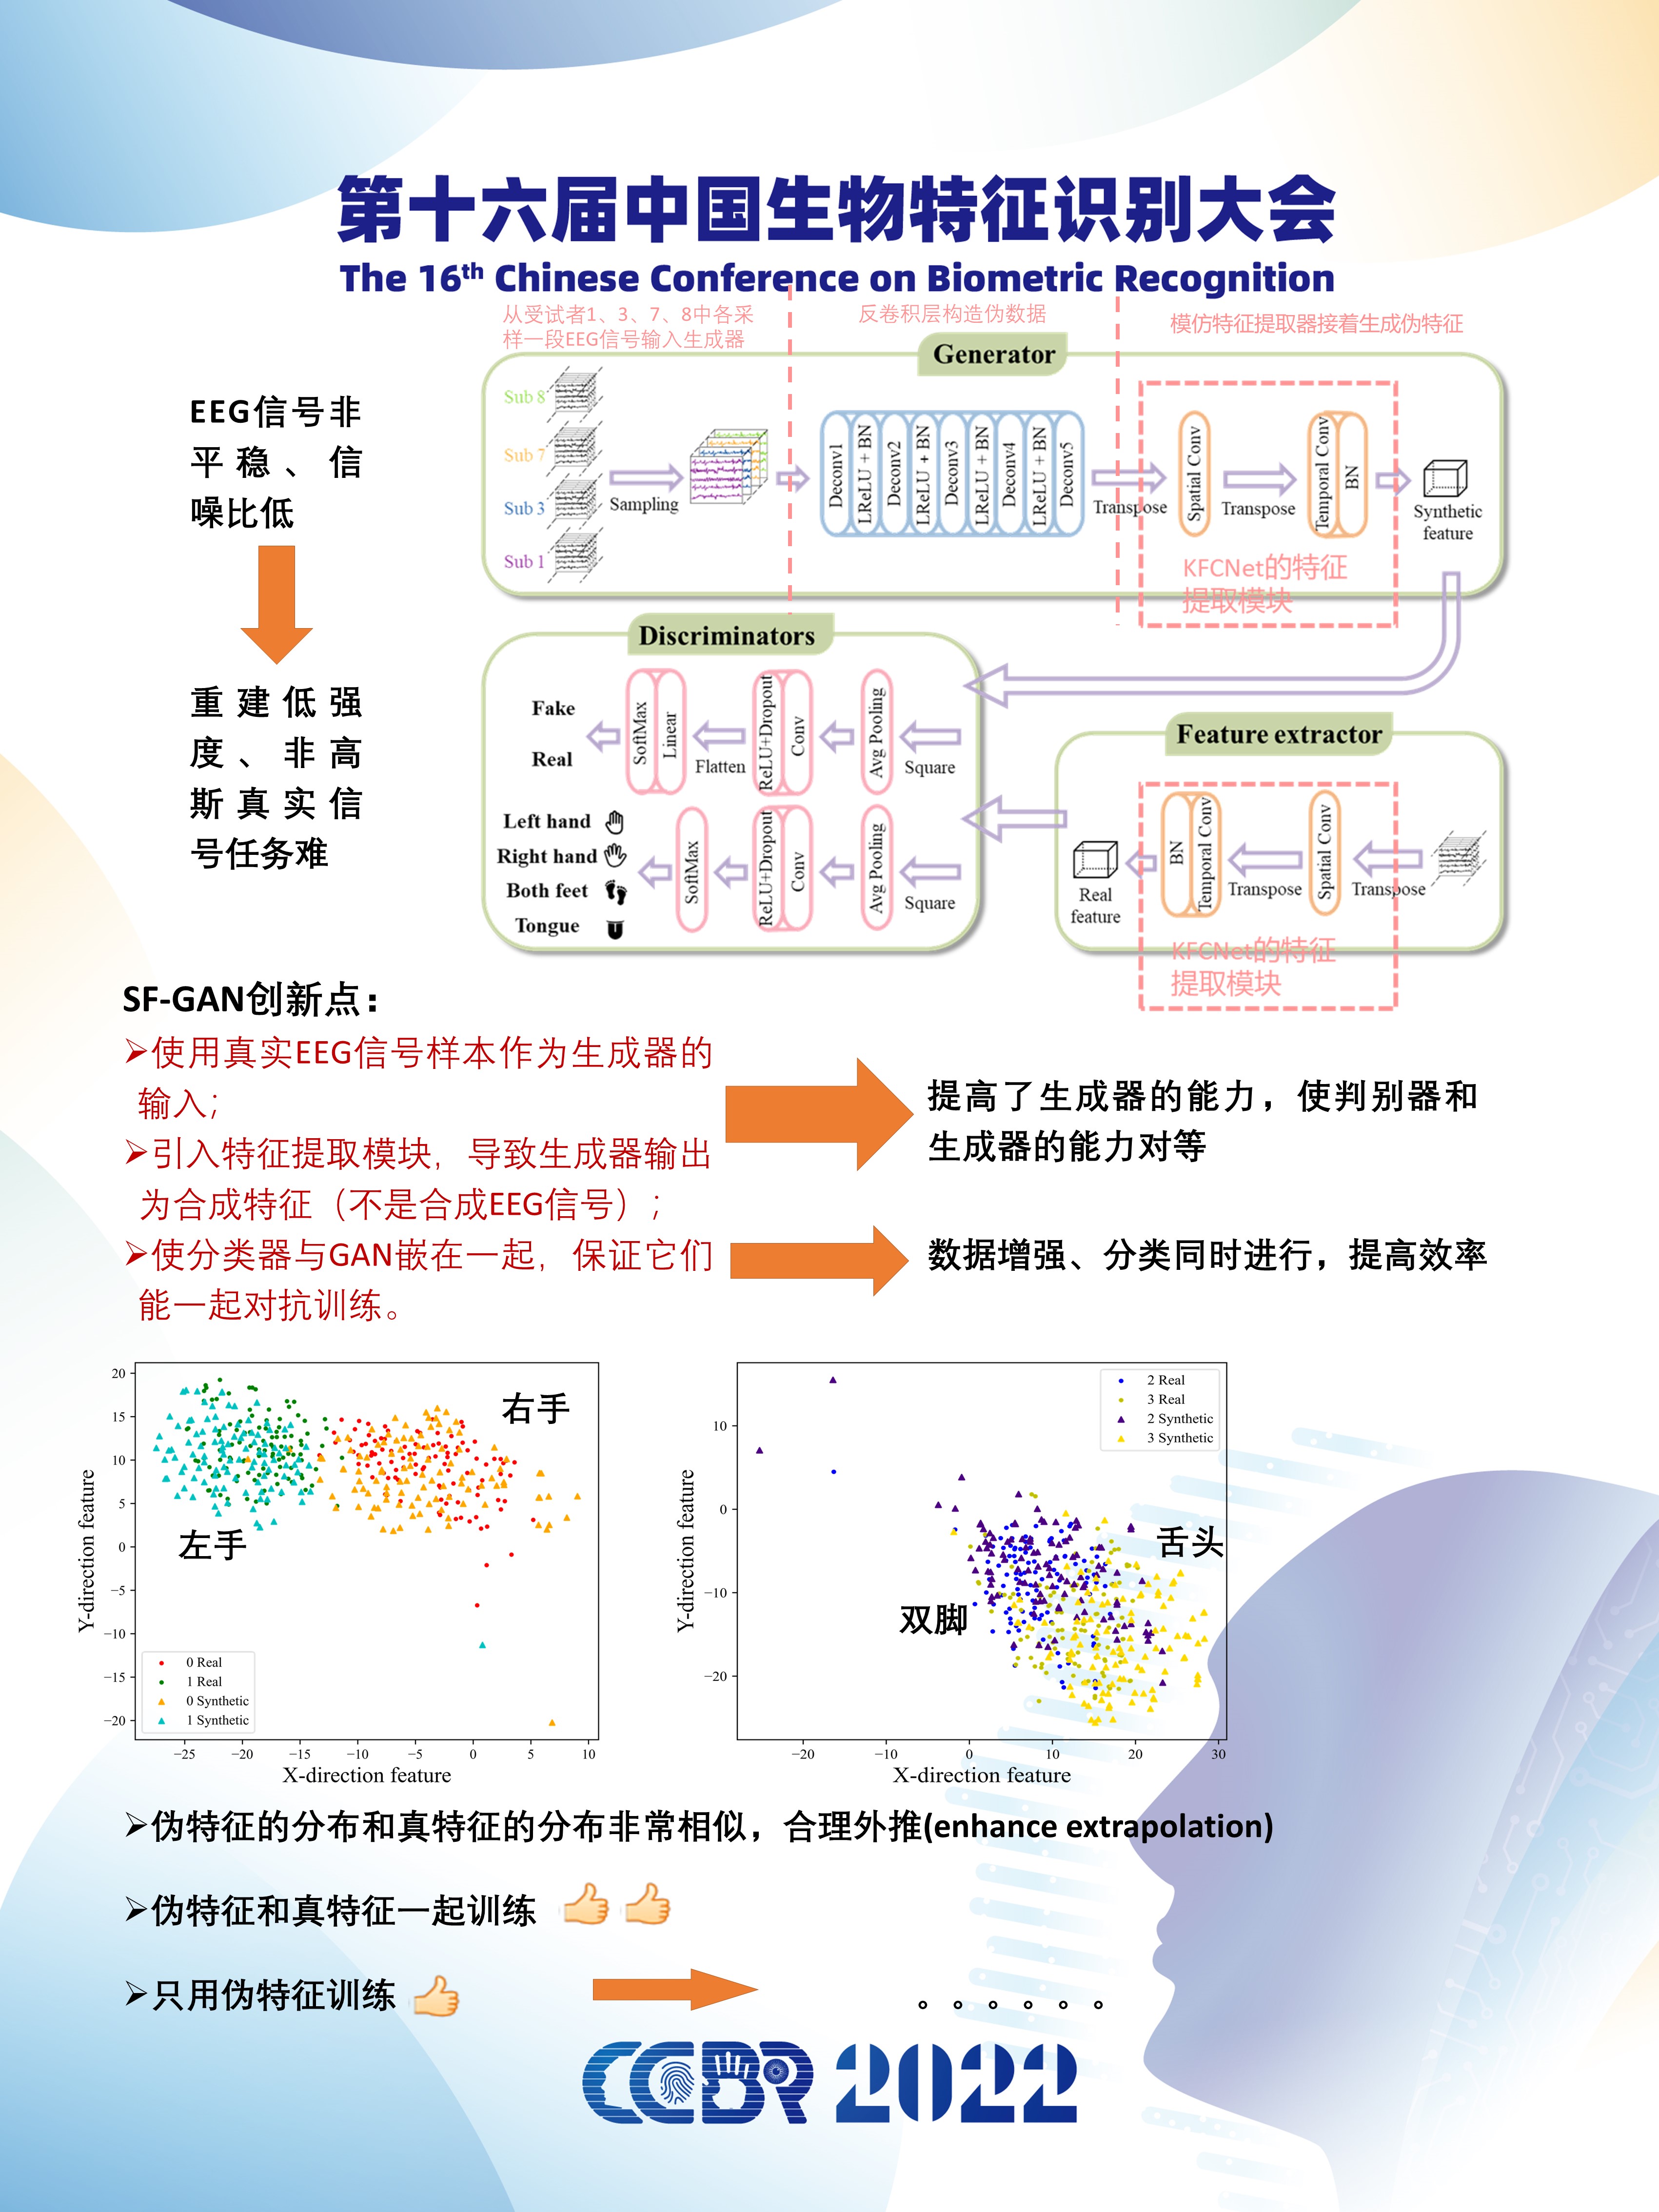 第十六届中国生物特征识别大会
The 16th Chinese Conference on Biometric Recognition
从受试者1、3、7、8中各采
样一段EEG信号输入生成器
反卷积层构造伪数据
模仿特征提取器接着生成伪特征
EEG信号非
平稳、信
噪比低
重建低强
度、非高
斯真实信
号任务难
Generator
Sub 8
Sub 7
Sub 3
Sub 1
Sampling
Deconv1
LReLU + BN
Deconv2
LReLU + BN
Deconv3
LReLU + BN
Deconv4
LReLU + BN
Deconv5
Transpose
Spatial Conv
Transpose
Temporal Conv
BN
Synthetic
feature
KFCNet的特征
提取模块
Discriminators
Fake
Real
SoftMax
Linear
Flatten
ReLU+Dropout
Conv
Avg Pooling
Square
Left hand
Right hand
Both feet
Tongue
SoftMax
ReLU+Dropout
Conv
Avg Pooling
Square
Feature extractor
Real
feature
BN
Temporal Conv
Transpose
Spatial Conv
Transpose
KFCNet的特征
提取模块
SF-GAN创新点：
➢使用真实EEG信号样本作为生成器的
输入；
➢引入特征提取模块，导致生成器输出
为合成特征（不是合成EEG信号）；
➢使分类器与GAN嵌在一起，保证它们
能一起对抗训练。
提高了生成器的能力，使判别器和
生成器的能力对等
数据增强、分类同时进行，提高效率
20
15
10
5
0
−5
−10
−15
−20
Y-direction feature
右手
左手
0 Real
1 Real
0 Synthetic
1 Synthetic
−25
−20
−15
−10
−5
0
5
10
X-direction feature
10
0
−10
−20
Y-direction feature
2 Real
3 Real
2 Synthetic
3 Synthetic
舌头
双脚
−20
−10
0
10
20
30
X-direction feature
➢伪特征的分布和真特征的分布非常相似，合理外推(enhance extrapolation)
➢伪特征和真特征一起训练
➢只用伪特征训练
。。。。。。
CCBR 2022